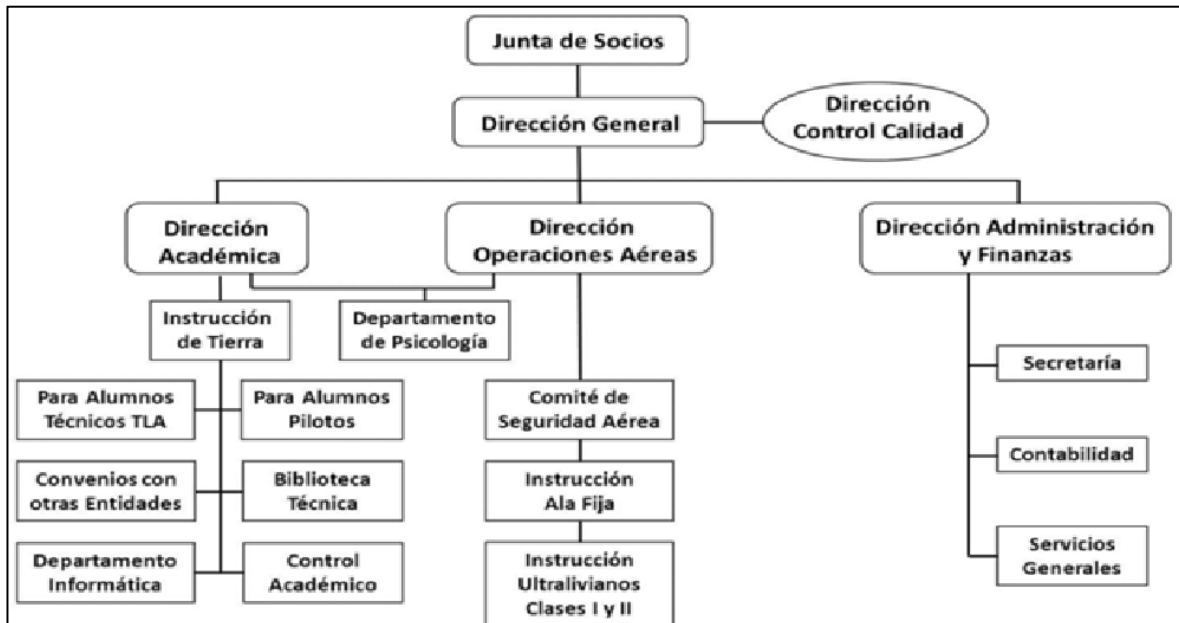 Junta de Socios
Dirección General
Dirección
Control Calidad
Dirección
Académica
Dirección
Operaciones Aéreas
Dirección Administración
y Finanzas
Instrucción
de Tierra
Departamento
de Psicología
Para Alumnos
Técnicos TLA
Para Alumnos
Pilotos
Convenios con
otras Entidades
Biblioteca
Técnica
Departamento
Informática
Control
Académico
Comité de
Seguridad Aérea
Instrucción
Ala Fija
Instrucción
Ultralivianos
Clases I y II
Secretaría
Contabilidad
Servicios
Generales